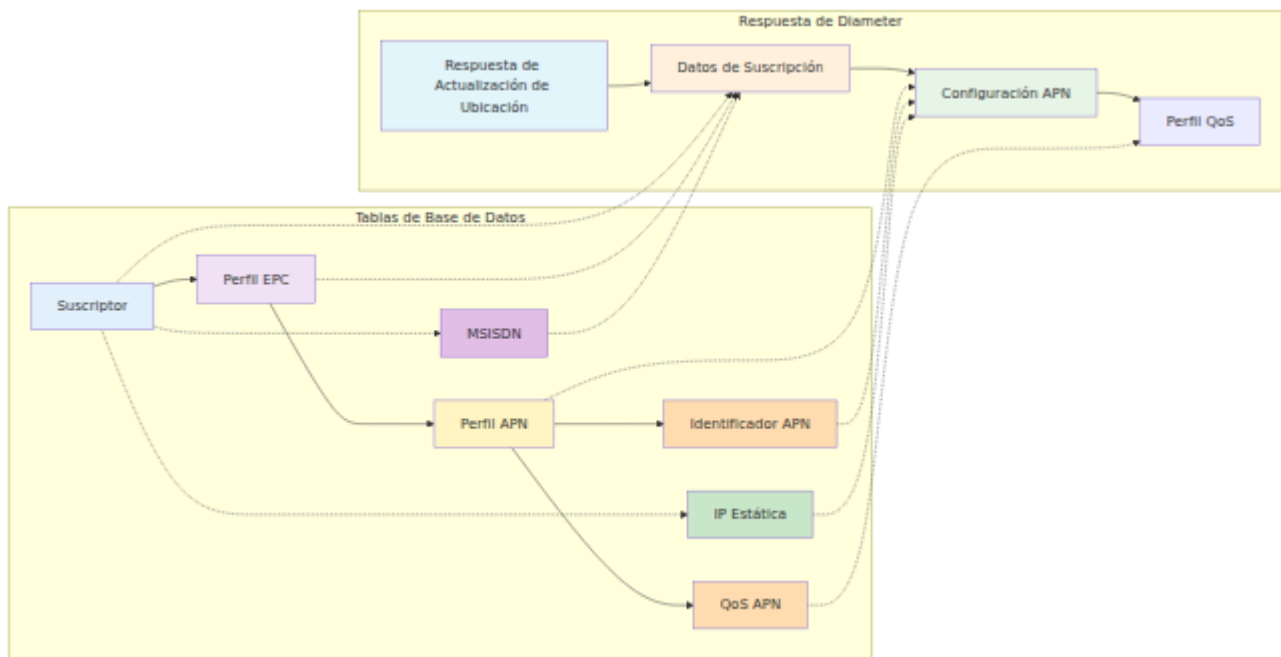 Respuesta de Diameter
Respuesta de
Actualización de
Ubicación
Datos de Suscripción
Configuración APN
Perfil QoS
Tablas de Base de Datos
Suscriptor
Perfil EPC
MSISDN
Perfil APN
Identificador APN
IP Estática
QoS APN